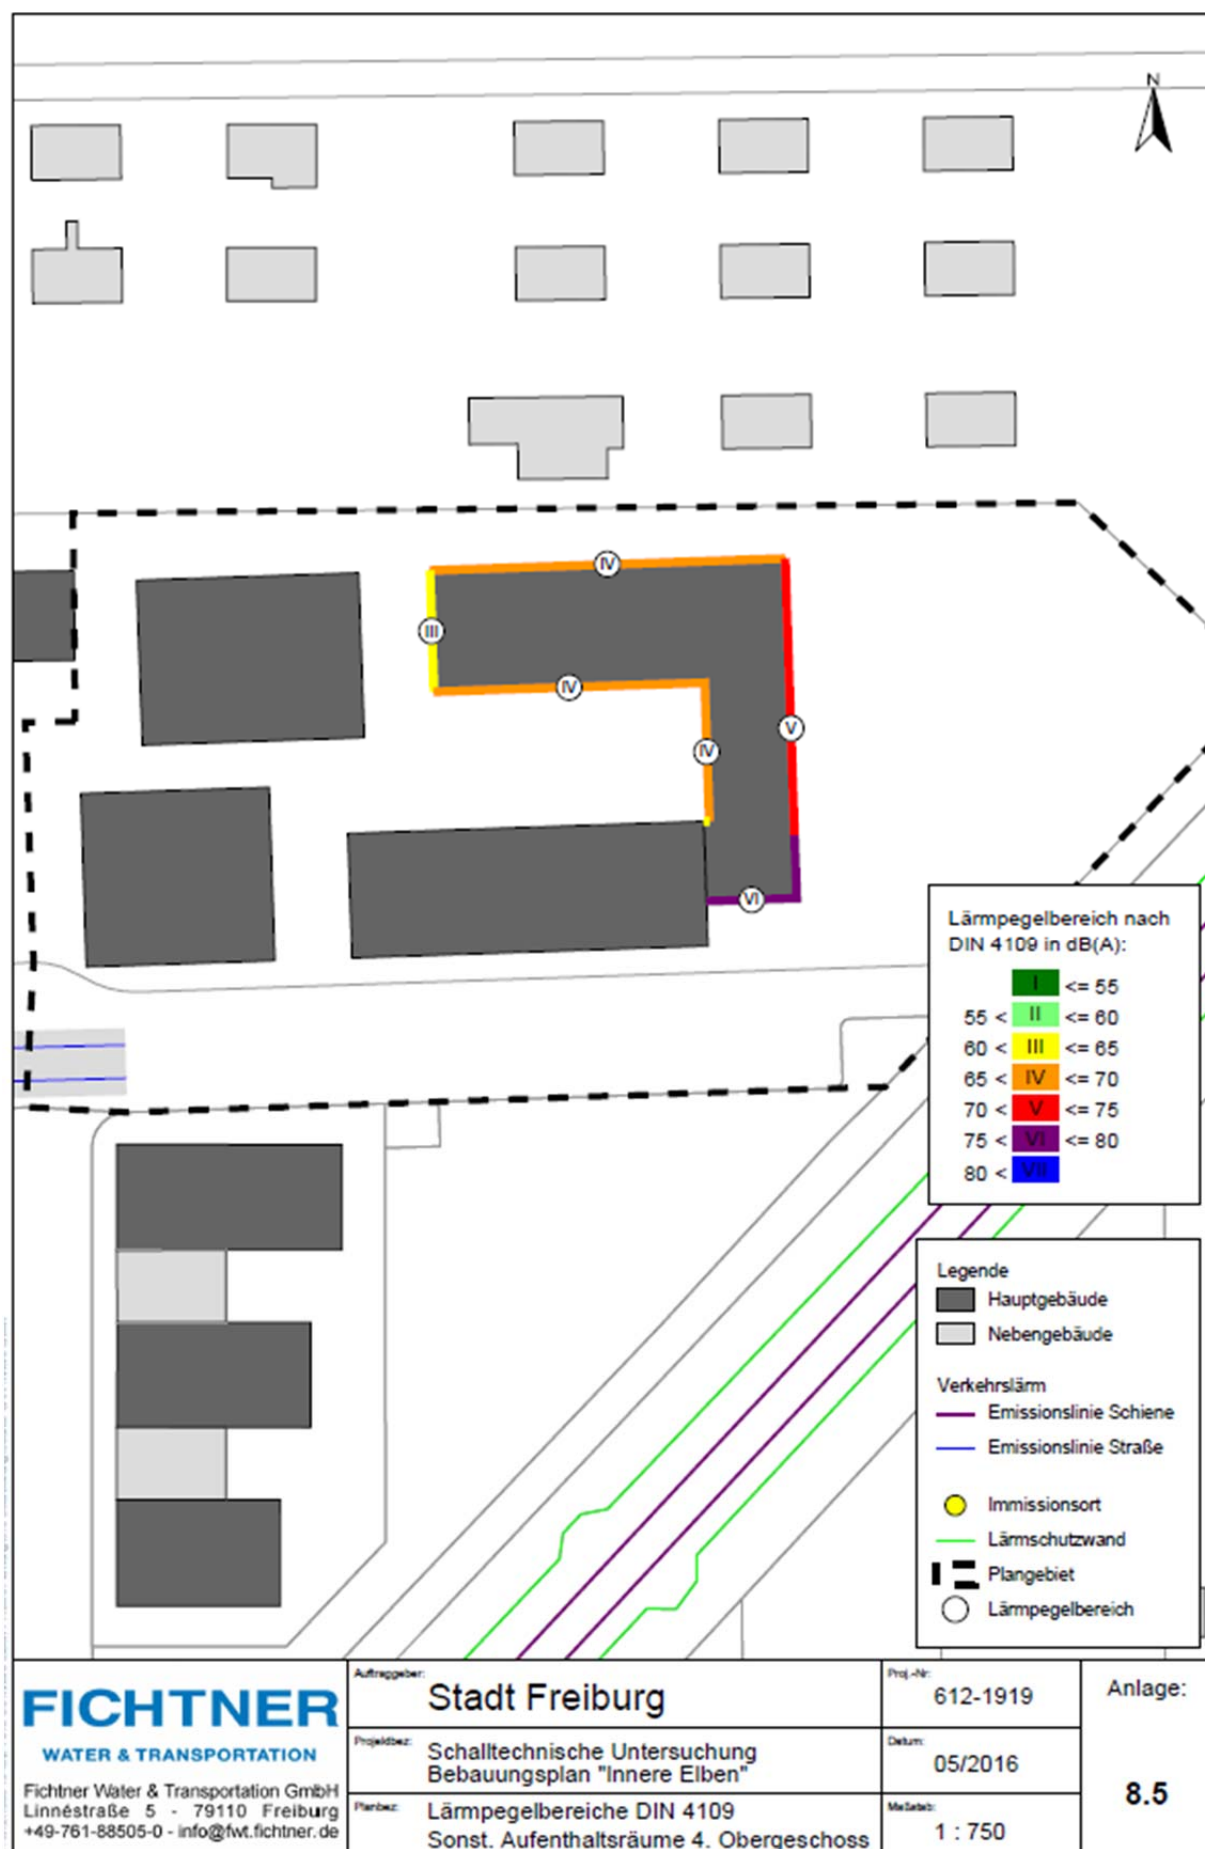 N
IV
III
IV
IV
V
VI
Lärmpegelbereich nach
DIN 4109 in dB(A):
I <= 55
55 < II <= 60
60 < III <= 65
65 < IV <= 70
70 < V <= 75
75 < VI <= 80
80 < VII
Legende
Hauptgebäude
Nebengebäude
Verkehrslärm
Emissionslinie Schiene
Emissionslinie Straße
Immissionsort
Lärmschutzwand
Plangebiet
Lärmpegelbereich
FICHTNER
WATER & TRANSPORTATION
Fichtner Water & Transportation GmbH
Linnéstraße 5 - 79110 Freiburg
+49-761-88505-0 - info@fwt.fichtner.de
Auftraggeber:
Stadt Freiburg
Projektbez:
Schalltechnische Untersuchung
Bebauungsplan "Innere Elben"
Planbez:
Lärmpegelbereiche DIN 4109
Sonst. Aufenthaltsräume 4. Obergeschoss
Proj.-Nr:
612-1919
Datum:
05/2016
Maßstab:
1 : 750
Anlage:
8.5